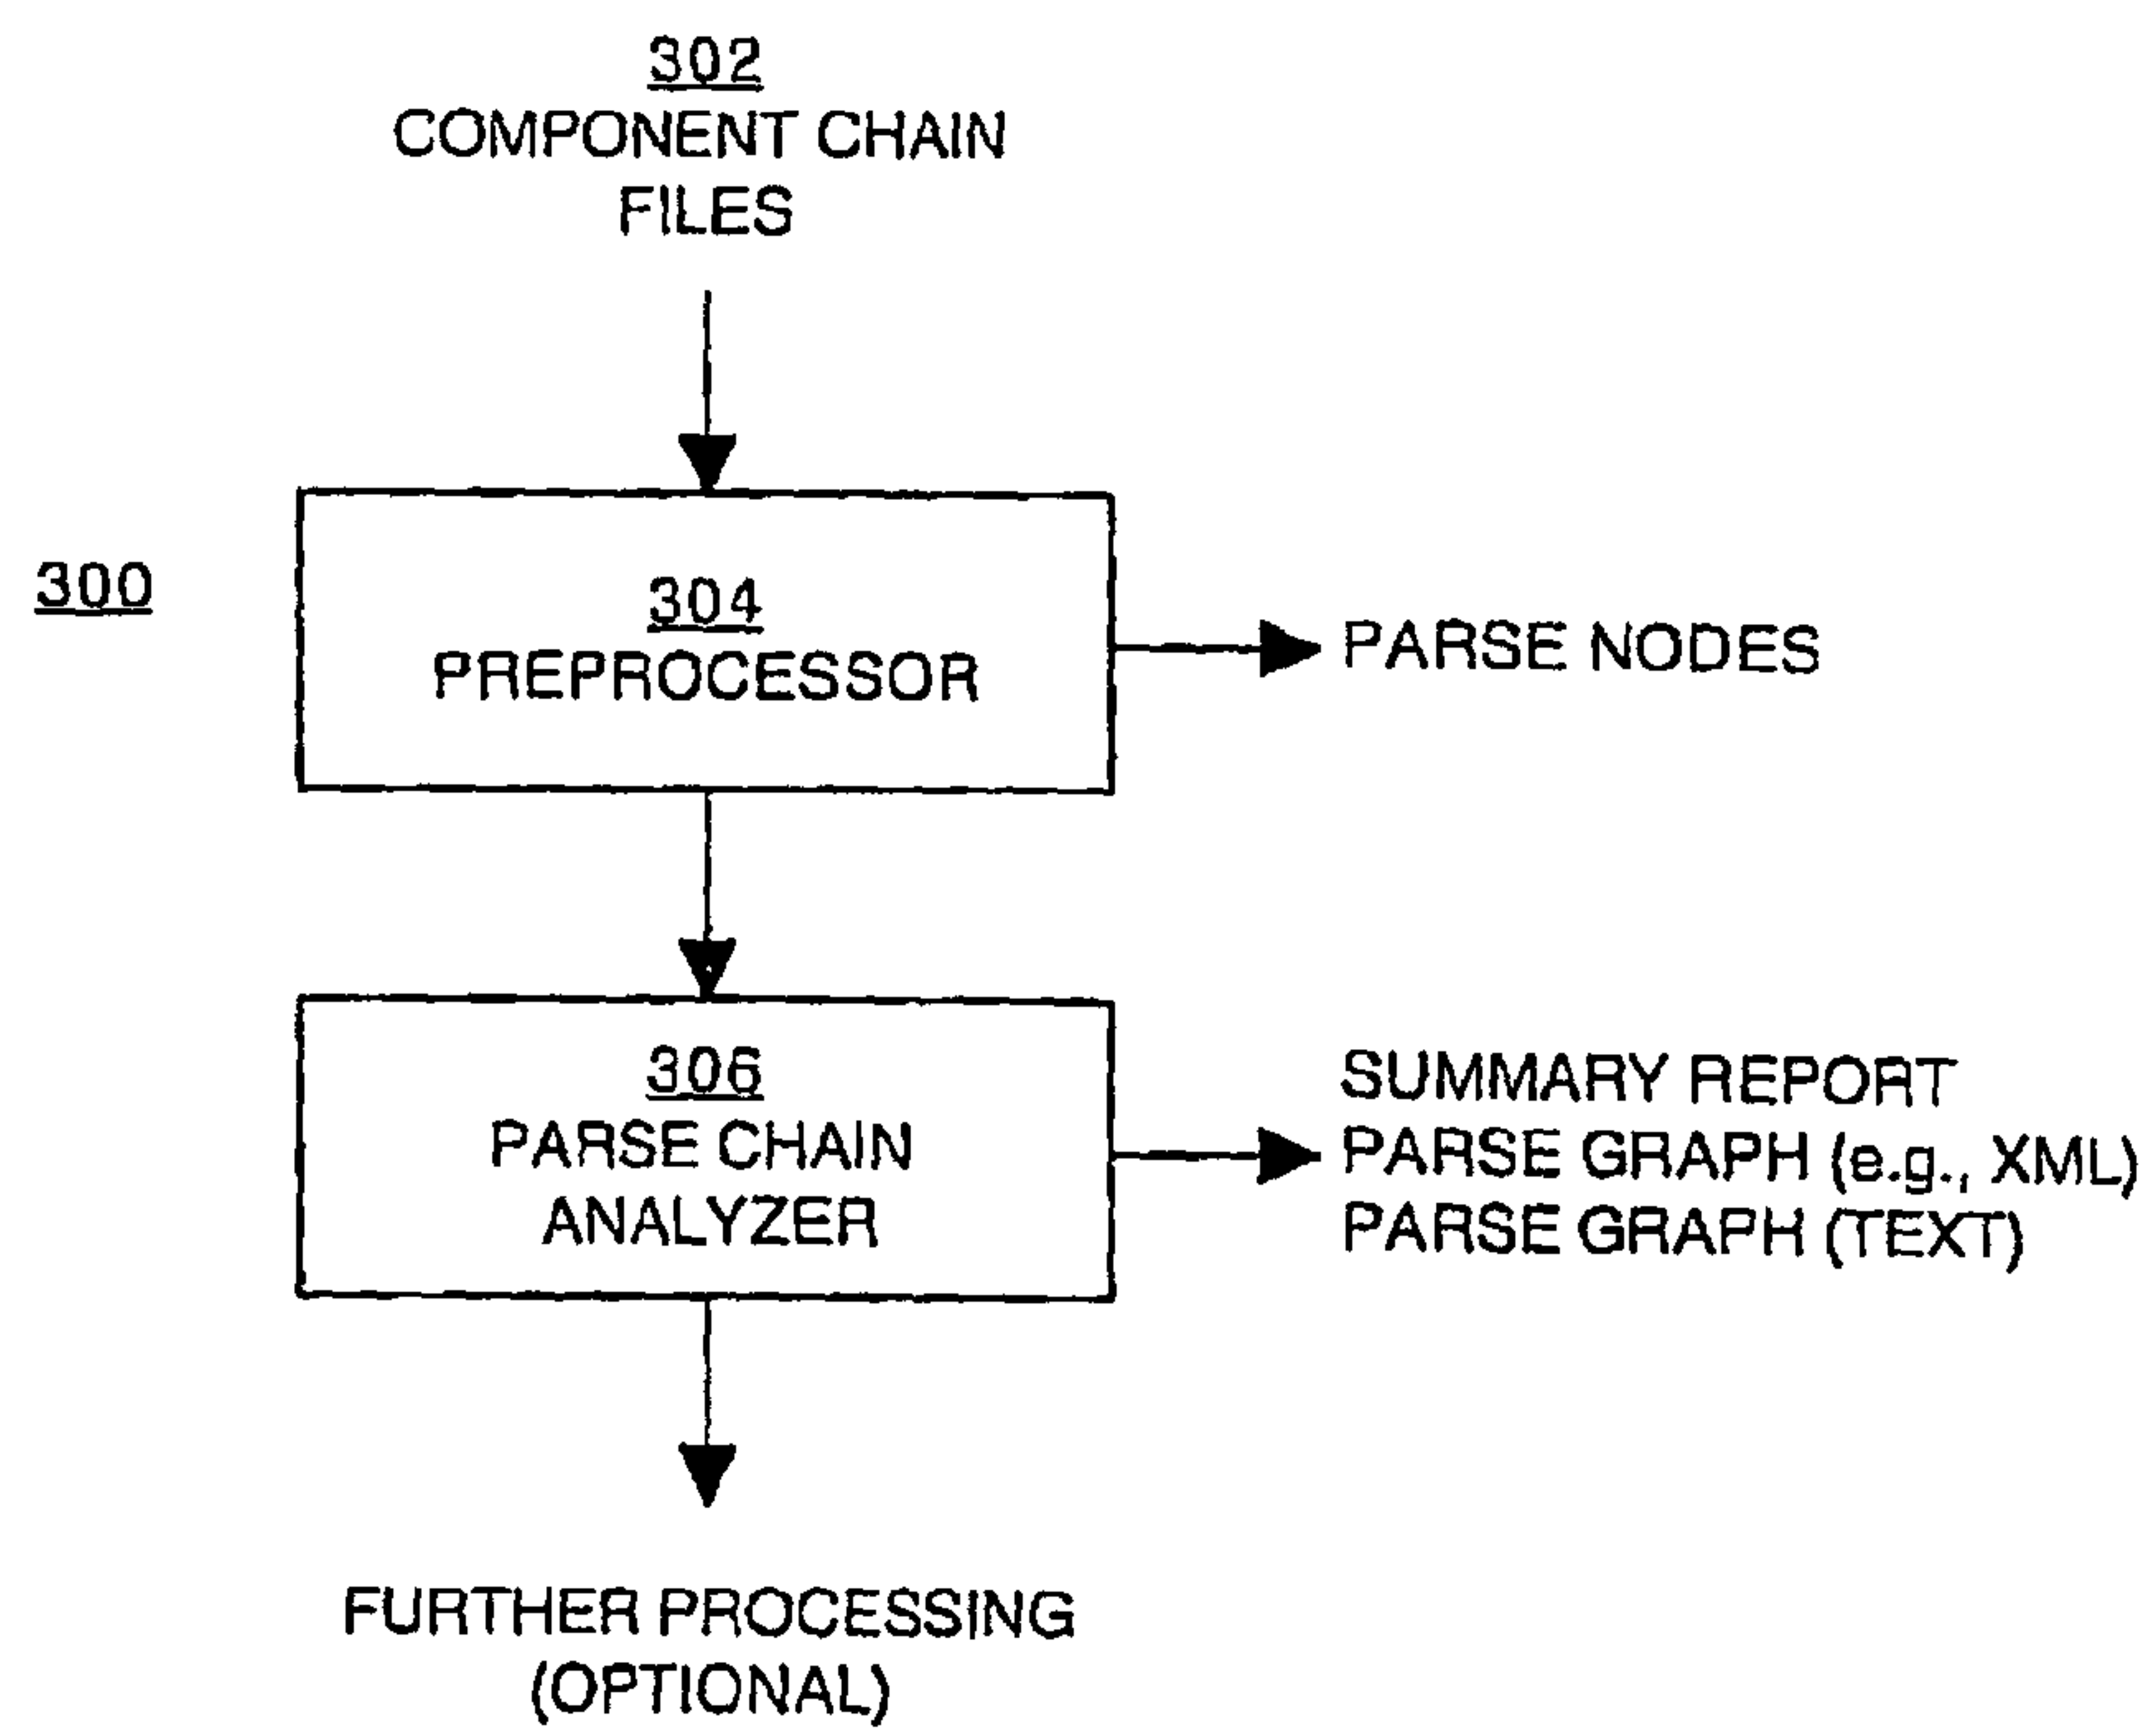 302
COMPONENT CHAIN
FILES
300
304
PREPROCESSOR
PARSE NODES
306
PARSE CHAIN
ANALYZER
SUMMARY REPORT
PARSE GRAPH (e.g., XML)
PARSE GRAPH (TEXT)
FURTHER PROCESSING
(OPTIONAL)